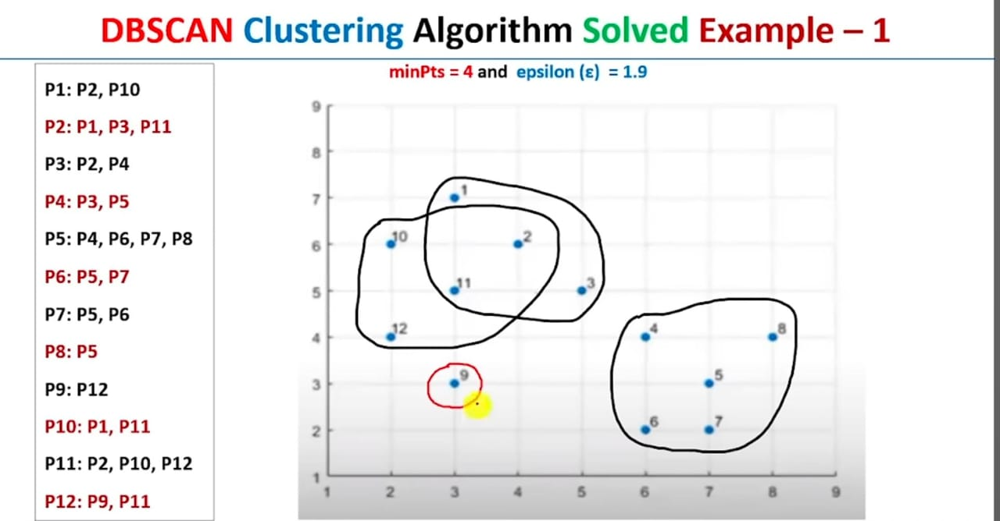 DBSCAN Clustering Algorithm Solved Example – 1
minPts = 4 and epsilon (ε) = 1.9
P1: P2, P10
P2: P1, P3, P11
P3: P2, P4
P4: P3, P5
P5: P4, P6, P7, P8
P6: P5, P7
P7: P5, P6
P8: P5
P9: P12
P10: P1, P11
P11: P2, P10, P12
P12: P9, P11
9
8
7
6
5
4
3
2
1
1
10
2
11
3
12
4
8
9
5
6
7
1 2 3 4 5 6 7 8 9